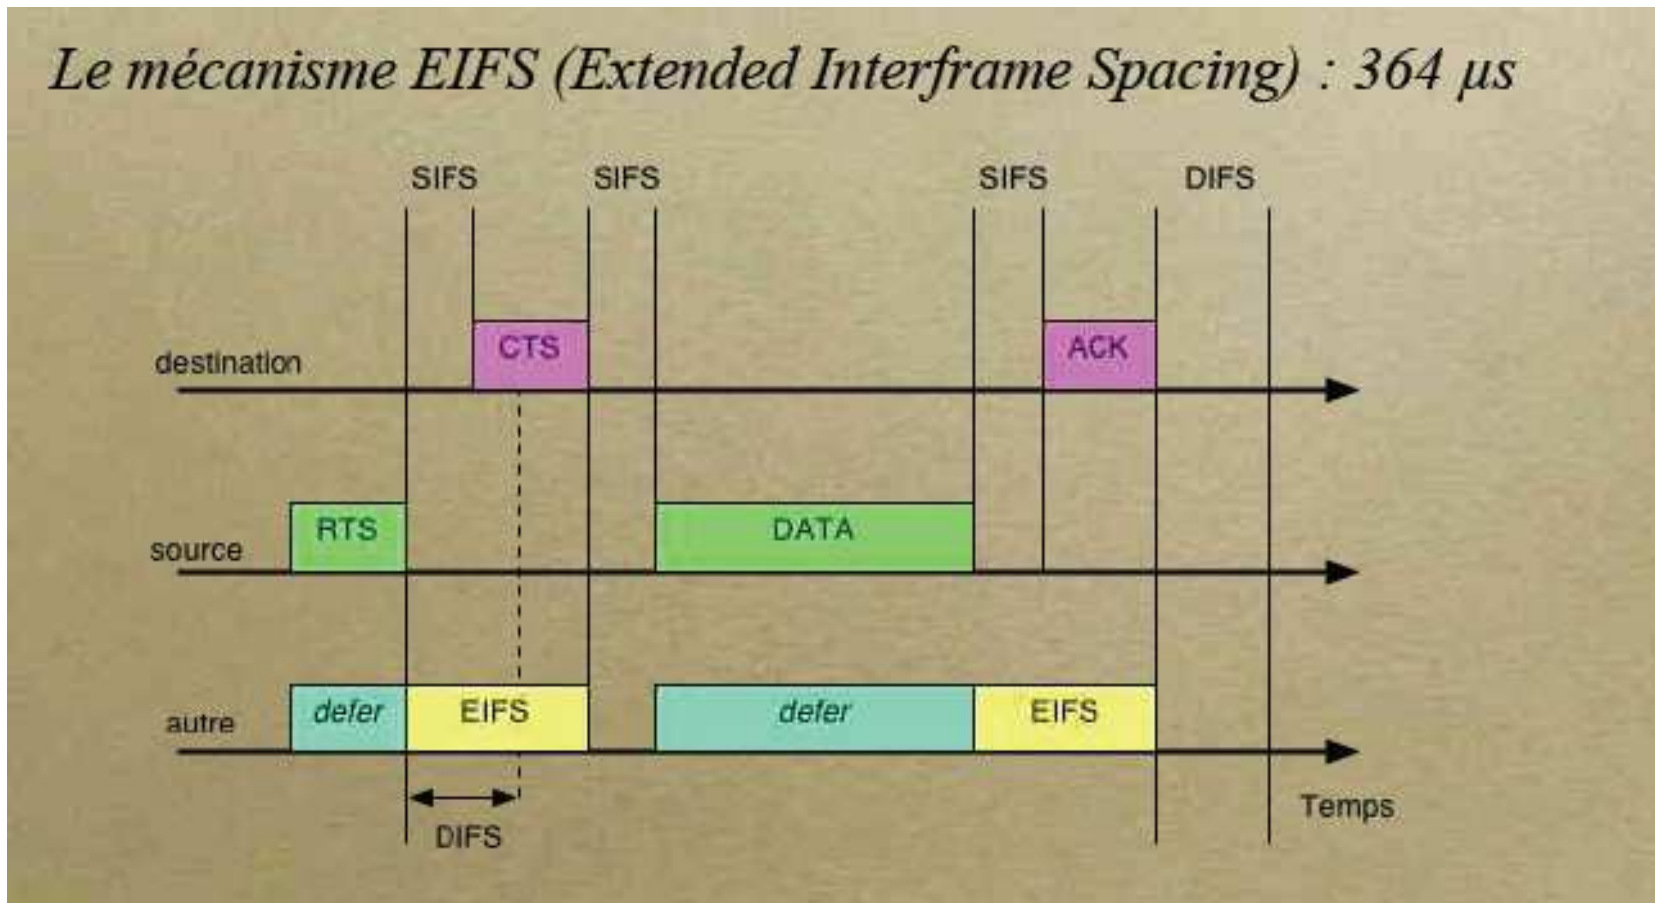 Le mécanisme EIFS (Extended Interframe Spacing) : 364 µs
SIFS SIFS SIFS DIFS
CTS ACK
destination
RTS DATA
source
defer EIFS defer EIFS
autre
Temps
DIFS